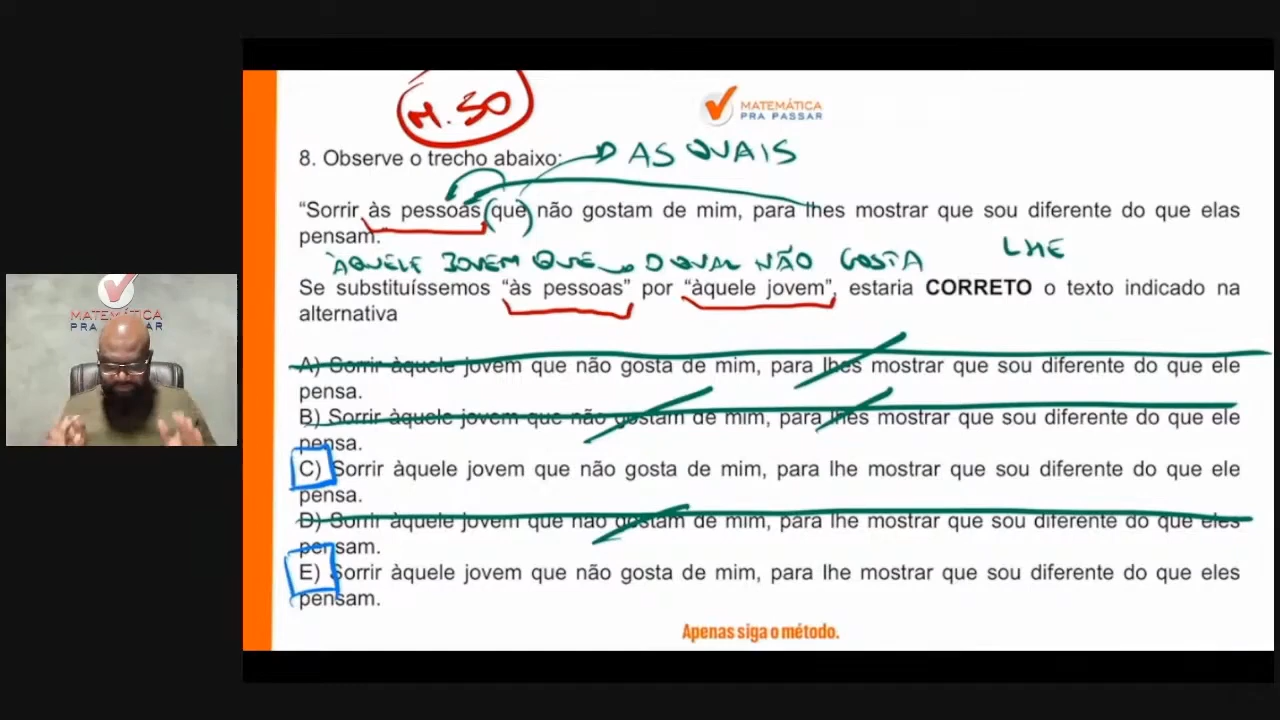 M.50
MATEMÁTICA
PRA PASSAR
8. Observe o trecho abaixo:
AS QUAIS
“Sorrir às pessoas (que) não gostam de mim, para lhes mostrar que sou diferente do que elas
pensam.”
ÀQUELE JOVEM QUE O QUAL NÃO GOSTA LHE
Se substituíssemos “às pessoas” por “àquele jovem”, estaria CORRETO o texto indicado na
alternativa
A) Sorrir àquele jovem que não gosta de mim, para lhes mostrar que sou diferente do que ele
pensa.
B) Sorrir àquele jovem que não gostam de mim, para lhes mostrar que sou diferente do que ele
pensa.
C) Sorrir àquele jovem que não gosta de mim, para lhe mostrar que sou diferente do que ele
pensa.
D) Sorrir àquele jovem que não gostam de mim, para lhe mostrar que sou diferente do que eles
pensam.
E) Sorrir àquele jovem que não gosta de mim, para lhe mostrar que sou diferente do que eles
pensam.
Apenas siga o método.
MATEMÁTICA
PRA PASSAR